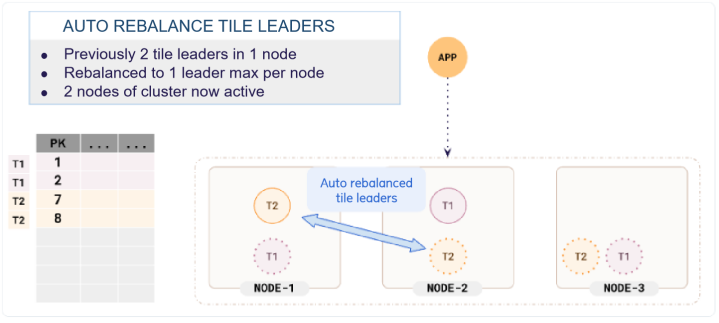 AUTO REBALANCE TILE LEADERS
● Previously 2 tile leaders in 1 node
● Rebalanced to 1 leader max per node
● 2 nodes of cluster now active
APP
PK ... ...
T1 1
T1 2
T2 7
T2 8
Auto rebalanced
tile leaders
T2
T1
T1
T2
T2 T1
NODE-1
NODE-2
NODE-3